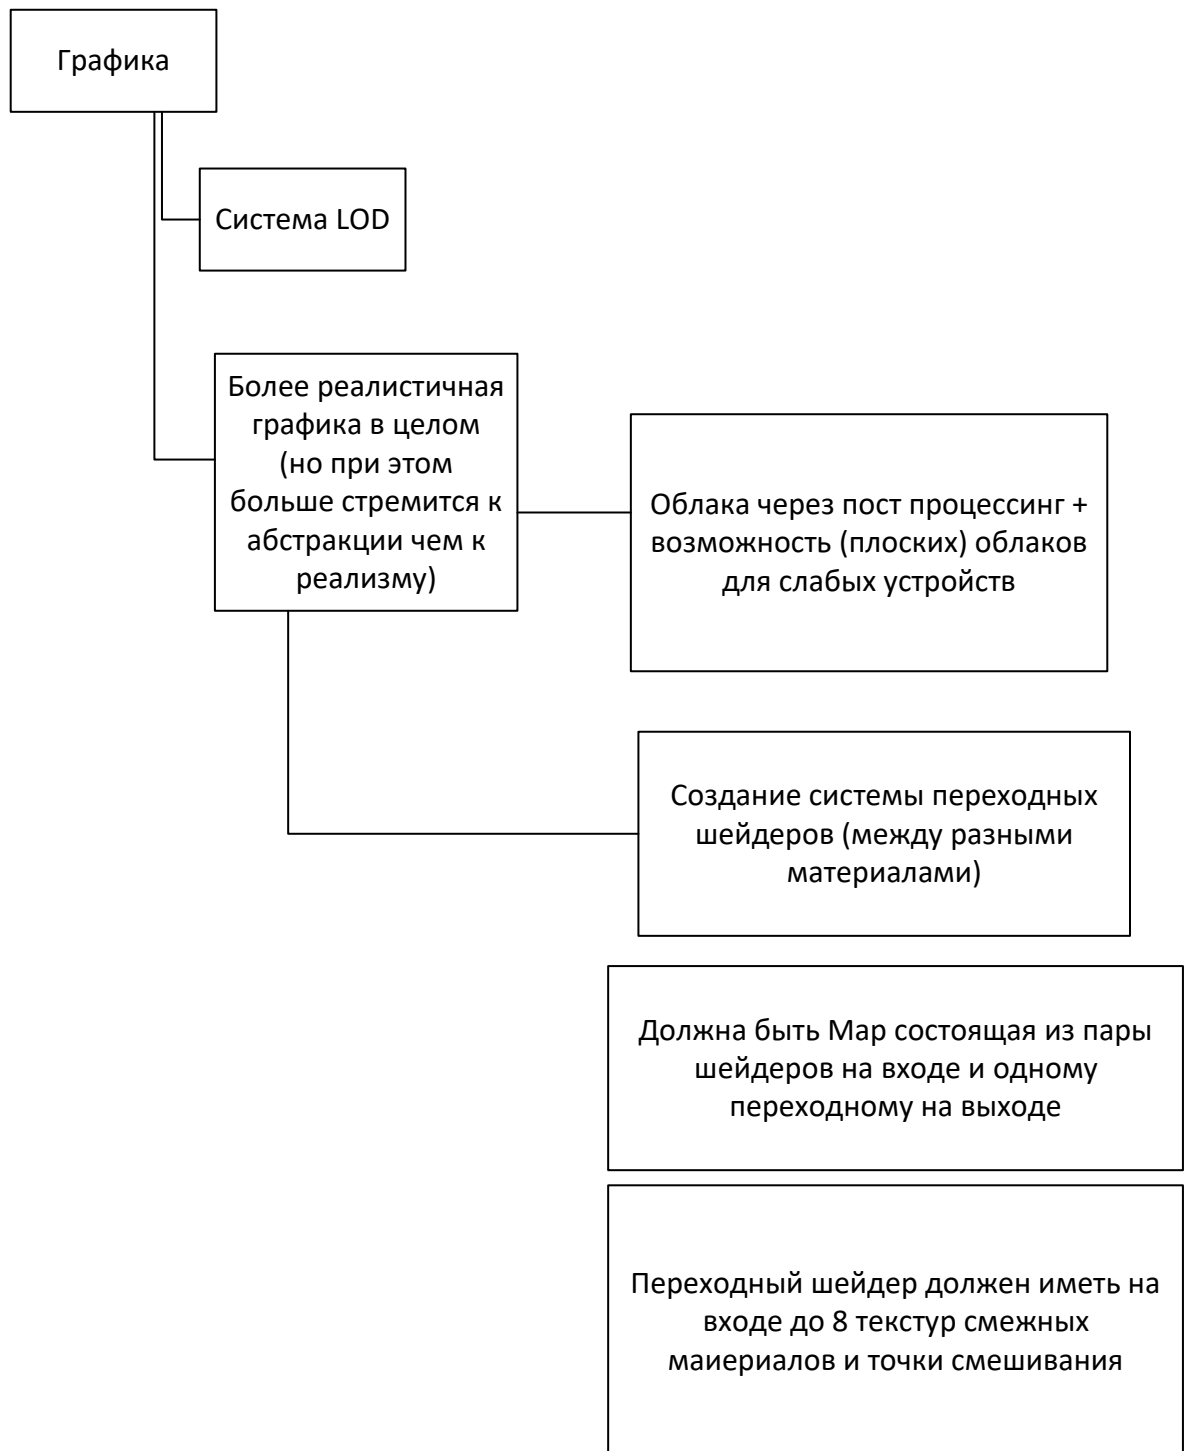 Графика
Система LOD
Более реалистичная
графика в целом
(но при этом
больше стремится к
абстракции чем к
реализму)
Облака через пост процессинг +
возможность (плоских) облаков
для слабых устройств
Создание системы переходных
шейдеров (между разными
материалами)
Должна быть Map состоящая из пары
шейдеров на входе и одному
переходному на выходе
Переходный шейдер должен иметь на
входе до 8 текстур смежных
маиериалов и точки смешивания